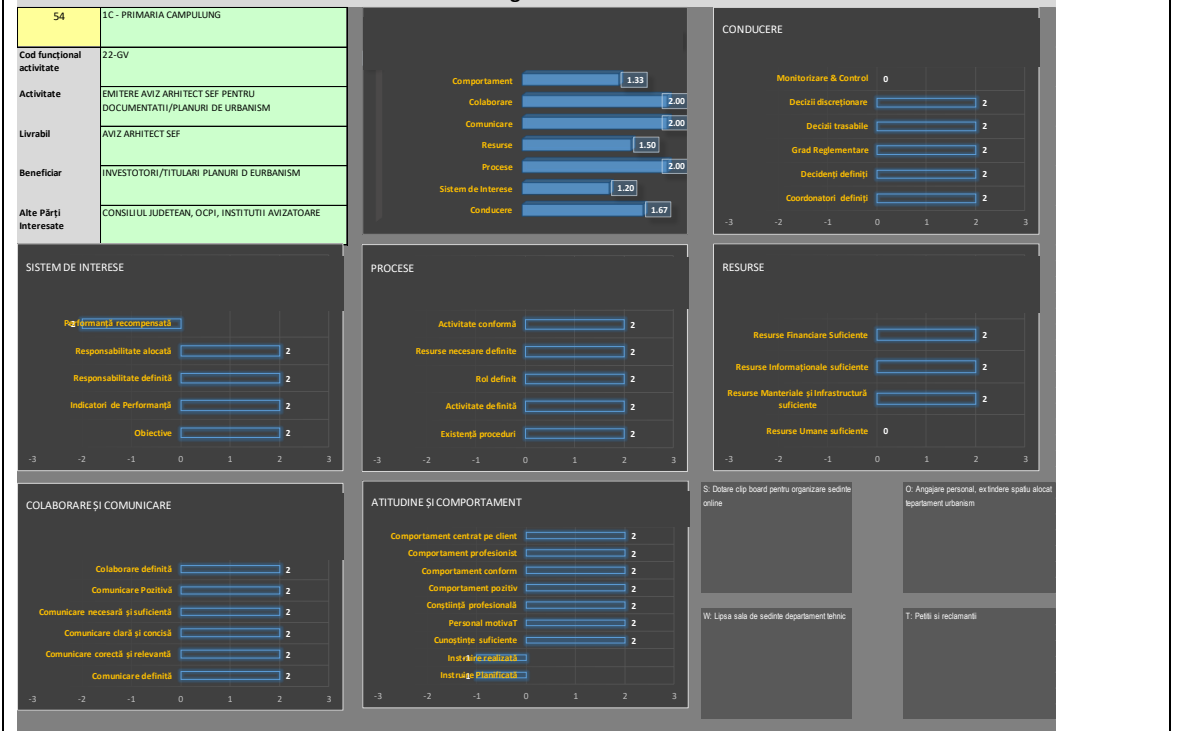 54
1C - PRIMARIA CAMPULUNG
Cod funcțional
activitate
22-GV
Activitate
EMITERE AVIZ ARHITECT SEF PENTRU
DOCUMENTATII/PLANURI DE URBANISM
Livrabil
AVIZ ARHITECT SEF
Beneficiar
INVESTOTORI/TITULARI PLANURI D EURBANISM
Alte Părți
Interesate
CONSILIUL JUDETEAN, OCPI, INSTITUTII AVIZATOARE
Comportament 1.33
Colaborare 2.00
Comunicare 2.00
Resurse 1.50
Procese 2.00
Sistem de Interese 1.20
Conducere 1.67
CONDUCERE
Monitorizare & Control 0
Decizii discreționare 2
Decizii trasabile 2
Grad Reglementare 2
Decidenți definiți 2
Coordonatori definiți 2
-3 -2 -1 0 1 2 3
SISTEM DE INTERESE
Performanță recompensată -2
Responsabilitate alocată 2
Responsabilitate definită 2
Indicatori de Performanță 2
Obiective 2
-3 -2 -1 0 1 2 3
PROCESE
Activitate conformă 2
Resurse necesare definite 2
Rol definit 2
Activitate definită 2
Existență proceduri 2
-3 -2 -1 0 1 2 3
RESURSE
Resurse Financiare Suficiente 2
Resurse Informaționale suficiente 2
Resurse Manteriale și Infrastructură
suficiente 2
Resurse Umane suficiente 0
-3 -2 -1 0 1 2 3
COLABORARE ȘI COMUNICARE
Colaborare definită 2
Comunicare Pozitivă 2
Comunicare necesară și suficientă 2
Comunicare clară și concisă 2
Comunicare corectă și relevantă 2
Comunicare definită 2
-3 -2 -1 0 1 2 3
ATITUDINE ȘI COMPORTAMENT
Comportament centrat pe client 2
Comportament profesionist 2
Comportament conform 2
Comportament pozitiv 2
Conștiință profesională 2
Personal motivaT 2
Cunoștințe suficiente 2
Instruire realizată -1
Instruire Planificată -1
-3 -2 -1 0 1 2 3
S: Dotare clip board pentru organizare sedinte
online
O: Angajare personal, extindere spatiu alocat
departament urbanism
W: Lipsa sala de sedinte departament tehnic
T: Petitii si reclamantii